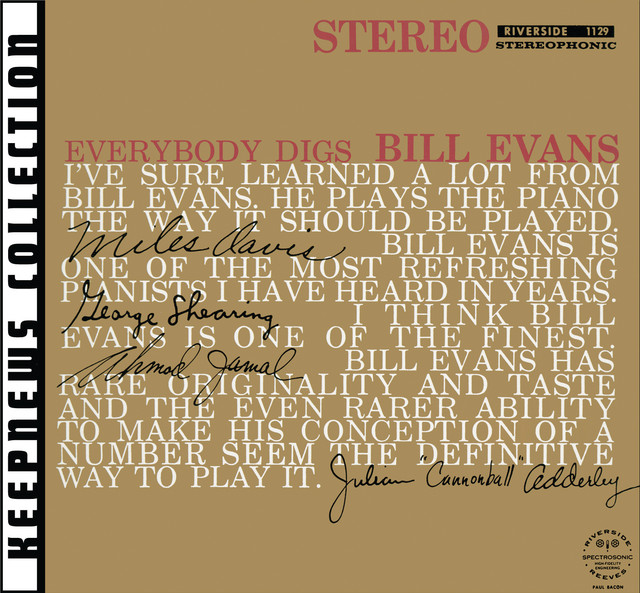 KEEPNEWS COLLECTION
STEREO
RIVERSIDE 1129
STEREOPHONIC
EVERYBODY DIGS BILL EVANS
I'VE SURE LEARNED A LOT FROM
BILL EVANS. HE PLAYS THE PIANO
THE WAY IT SHOULD BE PLAYED.
Miles Davis BILL EVANS IS
ONE OF THE MOST REFRESHING
PIANISTS I HAVE HEARD IN YEARS.
George Shearing I THINK BILL
EVANS IS ONE OF THE FINEST.
Ahmad Jamal BILL EVANS HAS
RARE ORIGINALITY AND TASTE
AND THE EVEN RARER ABILITY
TO MAKE HIS CONCEPTION OF A
NUMBER SEEM THE DEFINITIVE
WAY TO PLAY IT. Julian "Cannonball" Adderley
RIVERSIDE
SPECTROSONIC
HIGH-FIDELITY
ENGINEERING
REEVES
PAUL BACON